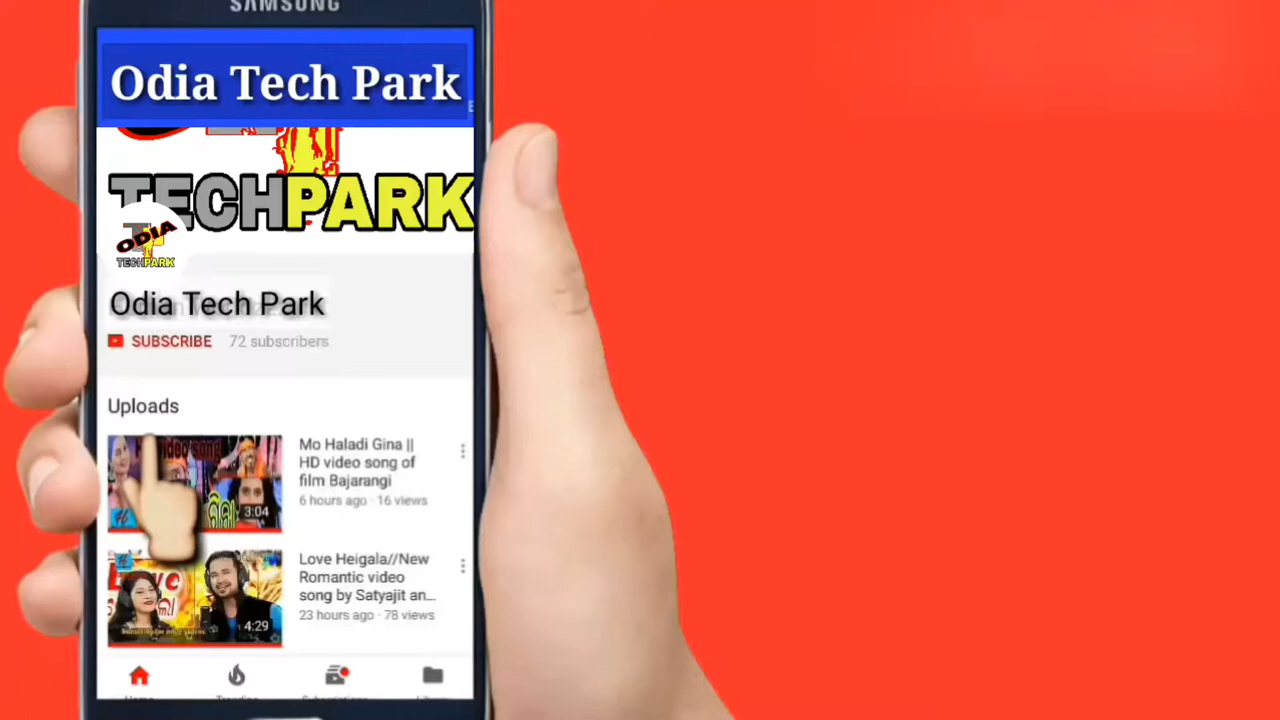 SAMSUNG
Odia Tech Park
TECHPARK
ODIA
TECHPARK
Odia Tech Park
SUBSCRIBE 72 subscribers
Uploads
Mo Haladi Gina ||
HD video song of
film Bajarangi
6 hours ago · 16 views
3:04
Love Heigala//New
Romantic video
song by Satyajit an...
23 hours ago · 78 views
4:29